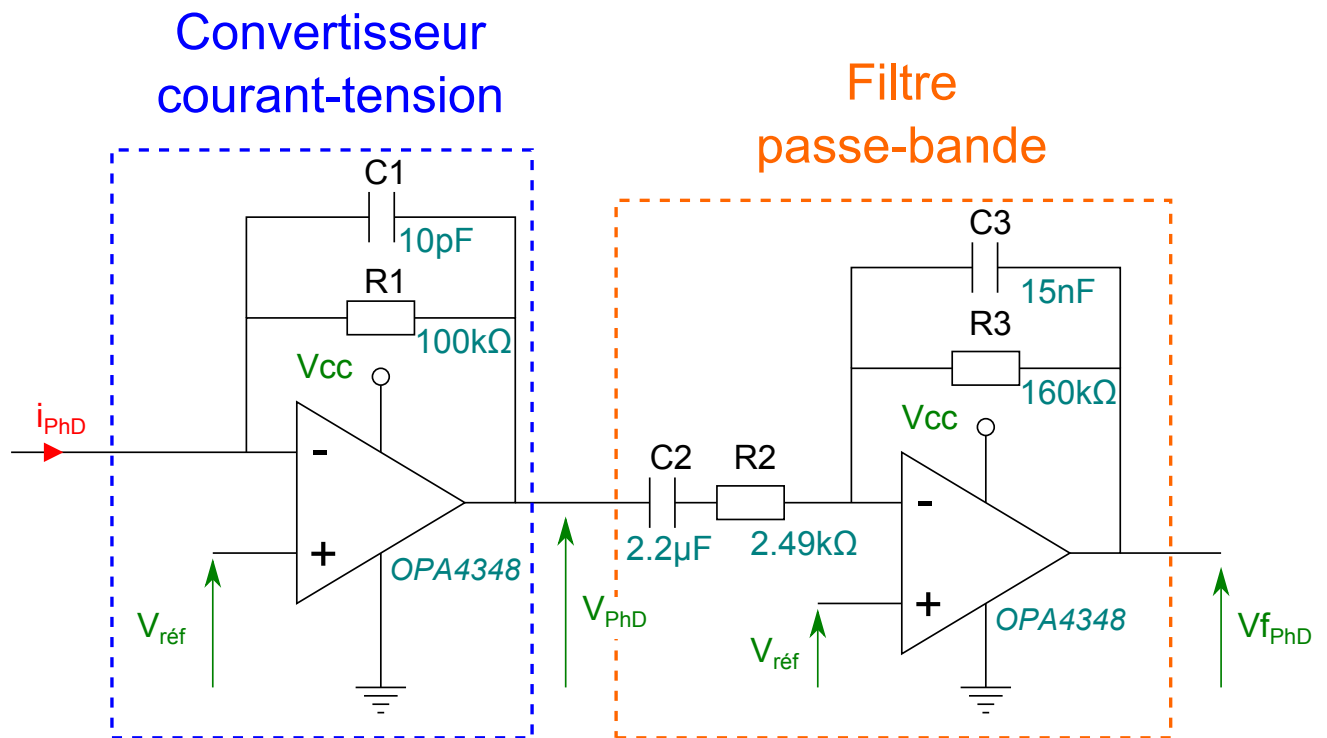 Convertisseur
courant-tension
Filtre
passe-bande
C1
10pF
R1
100kΩ
Vcc
iPhD
-
+
OPA4348
Vréf
VPhD
C2
2.2µF
R2
2.49kΩ
C3
15nF
R3
160kΩ
Vcc
-
+
OPA4348
Vréf
VfPhD